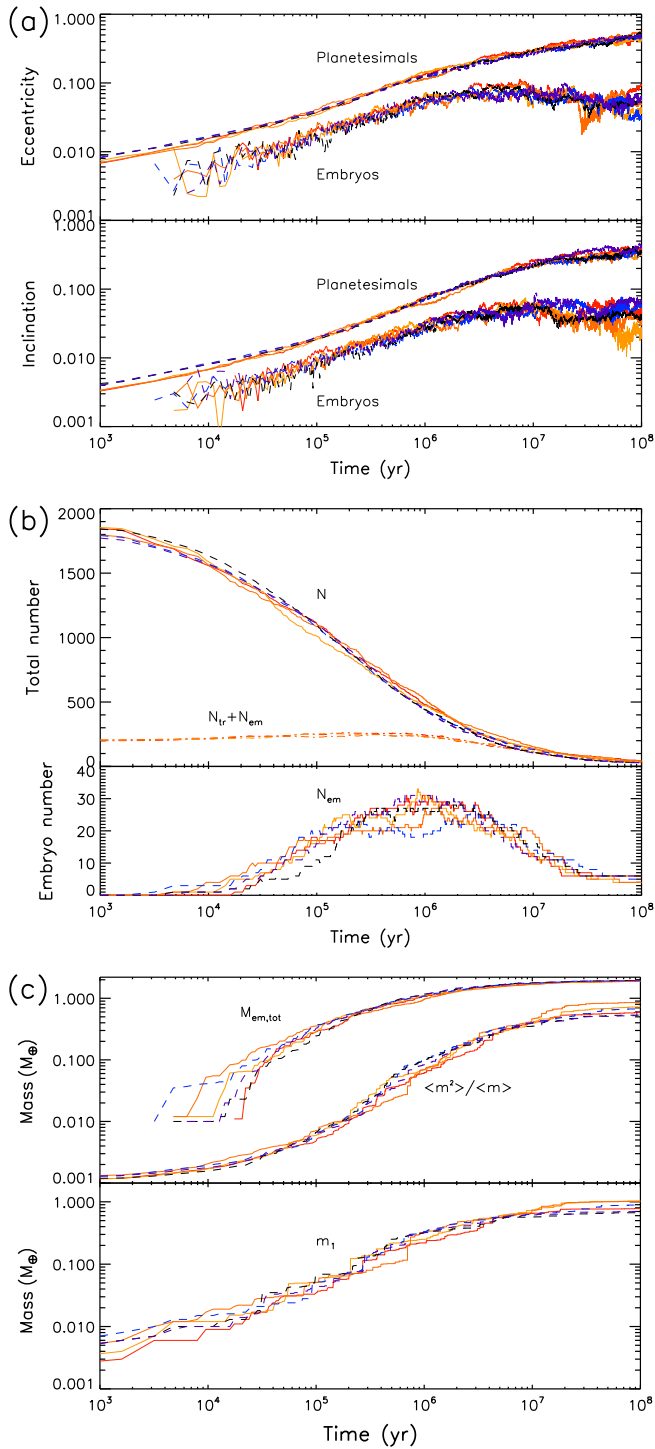 (a)
1.000
0.100
0.010
0.001
Eccentricity
Planetesimals
Embryos
1.000
0.100
0.010
0.001
Inclination
Planetesimals
Embryos
10³ 10⁴ 10⁵ 10⁶ 10⁷ 10⁸
Time (yr)
(b)
2000
1500
1000
500
0
Total number
N
N_tr+N_em
40
30
20
10
0
Embryo number
N_em
10³ 10⁴ 10⁵ 10⁶ 10⁷ 10⁸
Time (yr)
(c)
1.000
0.100
0.010
0.001
Mass (M⊕)
M_em,tot
<m²>/<m>
1.000
0.100
0.010
0.001
Mass (M⊕)
m₁
10³ 10⁴ 10⁵ 10⁶ 10⁷ 10⁸
Time (yr)